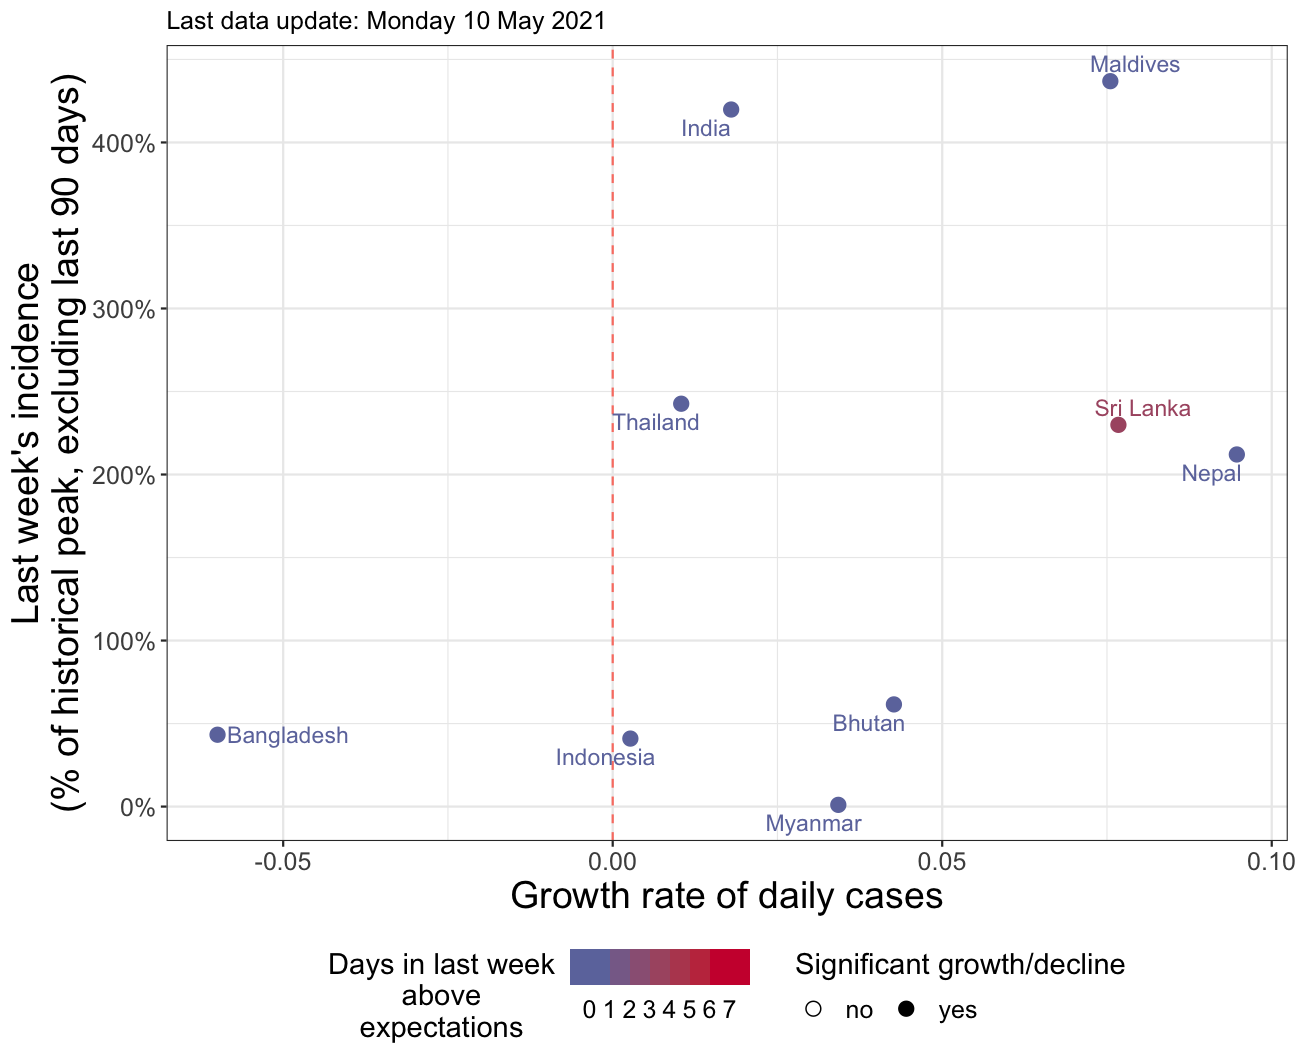 Last data update: Monday 10 May 2021
Last week's incidence
(% of historical peak, excluding last 90 days)
400%
300%
200%
100%
0%
Maldives
India
Thailand
Sri Lanka
Nepal
Bhutan
Bangladesh
Indonesia
Myanmar
-0.05
0.00
0.05
0.10
Growth rate of daily cases
Days in last week
above
expectations
0 1 2 3 4 5 6 7
Significant growth/decline
no
yes